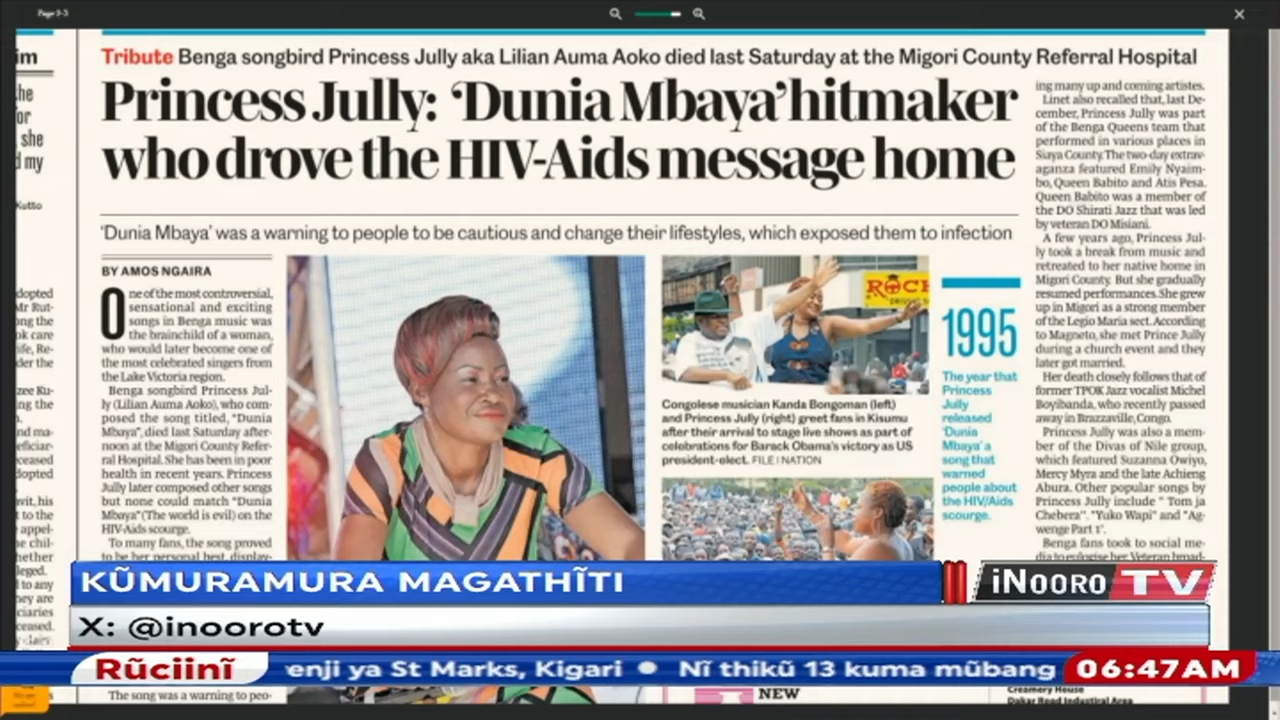 Page 3-3
Tribute Benga songbird Princess Jully aka Lilian Auma Aoko died last Saturday at the Migori County Referral Hospital
Princess Jully: ‘Dunia Mbaya’ hitmaker
who drove the HIV-Aids message home
‘Dunia Mbaya’ was a warning to people to be cautious and change their lifestyles, which exposed them to infection
BY AMOS NGAIRA
One of the most controversial,
sensational and exciting
songs in Benga music was
the brainchild of a woman,
who would later become one of
the most celebrated singers from
the Lake Victoria region.
Benga songbird Princess Jul-
ly (Lilian Auma Aoko), who com-
posed the song titled, “Dunia
Mbaya”, died last Saturday after-
noon at the Migori County Refer-
ral Hospital. She has been in poor
health in recent years. Princess
Jully later composed other songs
but none could match “Dunia
Mbaya” (The world is evil) on the
HIV-Aids scourge.
To many fans, the song proved
to be her personal best, display-
The song was a warning to peo-
ROCK
Congolese musician Kanda Bongoman (left)
and Princess Jully (right) greet fans in Kisumu
after their arrival to stage live shows as part of
celebrations for Barack Obama’s victory as US
president-elect. FILE | NATION
1995
The year that
Princess
Jully
released
‘Dunia
Mbaya’ a
song that
warned
people about
the HIV/Aids
scourge.
ing many up and coming artistes.
Linet also recalled that, last De-
cember, Princess Jully was part
of the Benga Queens team that
performed in various places in
Siaya County. The two-day extrav-
aganza featured Emily Nyaim-
bo, Queen Babito and Atis Pesa.
Queen Babito was a member of
the DO Shirati Jazz that was led
by veteran DO Misiani.
A few years ago, Princess Jul-
ly took a break from music and
retreated to her native home in
Migori County. But she gradually
resumed performances. She grew
up in Migori as a strong member
of the Legio Maria sect. According
to Magneto, she met Prince Jully
during a church event and they
later got married.
Her death closely follows that of
former TPOK Jazz vocalist Michel
Boyibanda, who recently passed
away in Brazzaville, Congo.
Princess Jully was also a mem-
ber of the Divas of Nile group,
which featured Suzanna Owiyo,
Mercy Myra and the late Achieng
Abura. Other popular songs by
Princess Jully include “ Tom ja
Chebera”. “Yuko Wapi” and “Ag-
wenge Part 1’.
Benga fans took to social me-
dia to eulogise her. Veteran broad-
NEW
Creamery House
Dakar Road Industrial Area
KŨMURAMURA MAGATHĨTI
iNOORO TV
X: @inoorotv
Rũciinĩ
enji ya St Marks, Kigari ● Nĩ thikũ 13 kuma mũbang
06:47AM